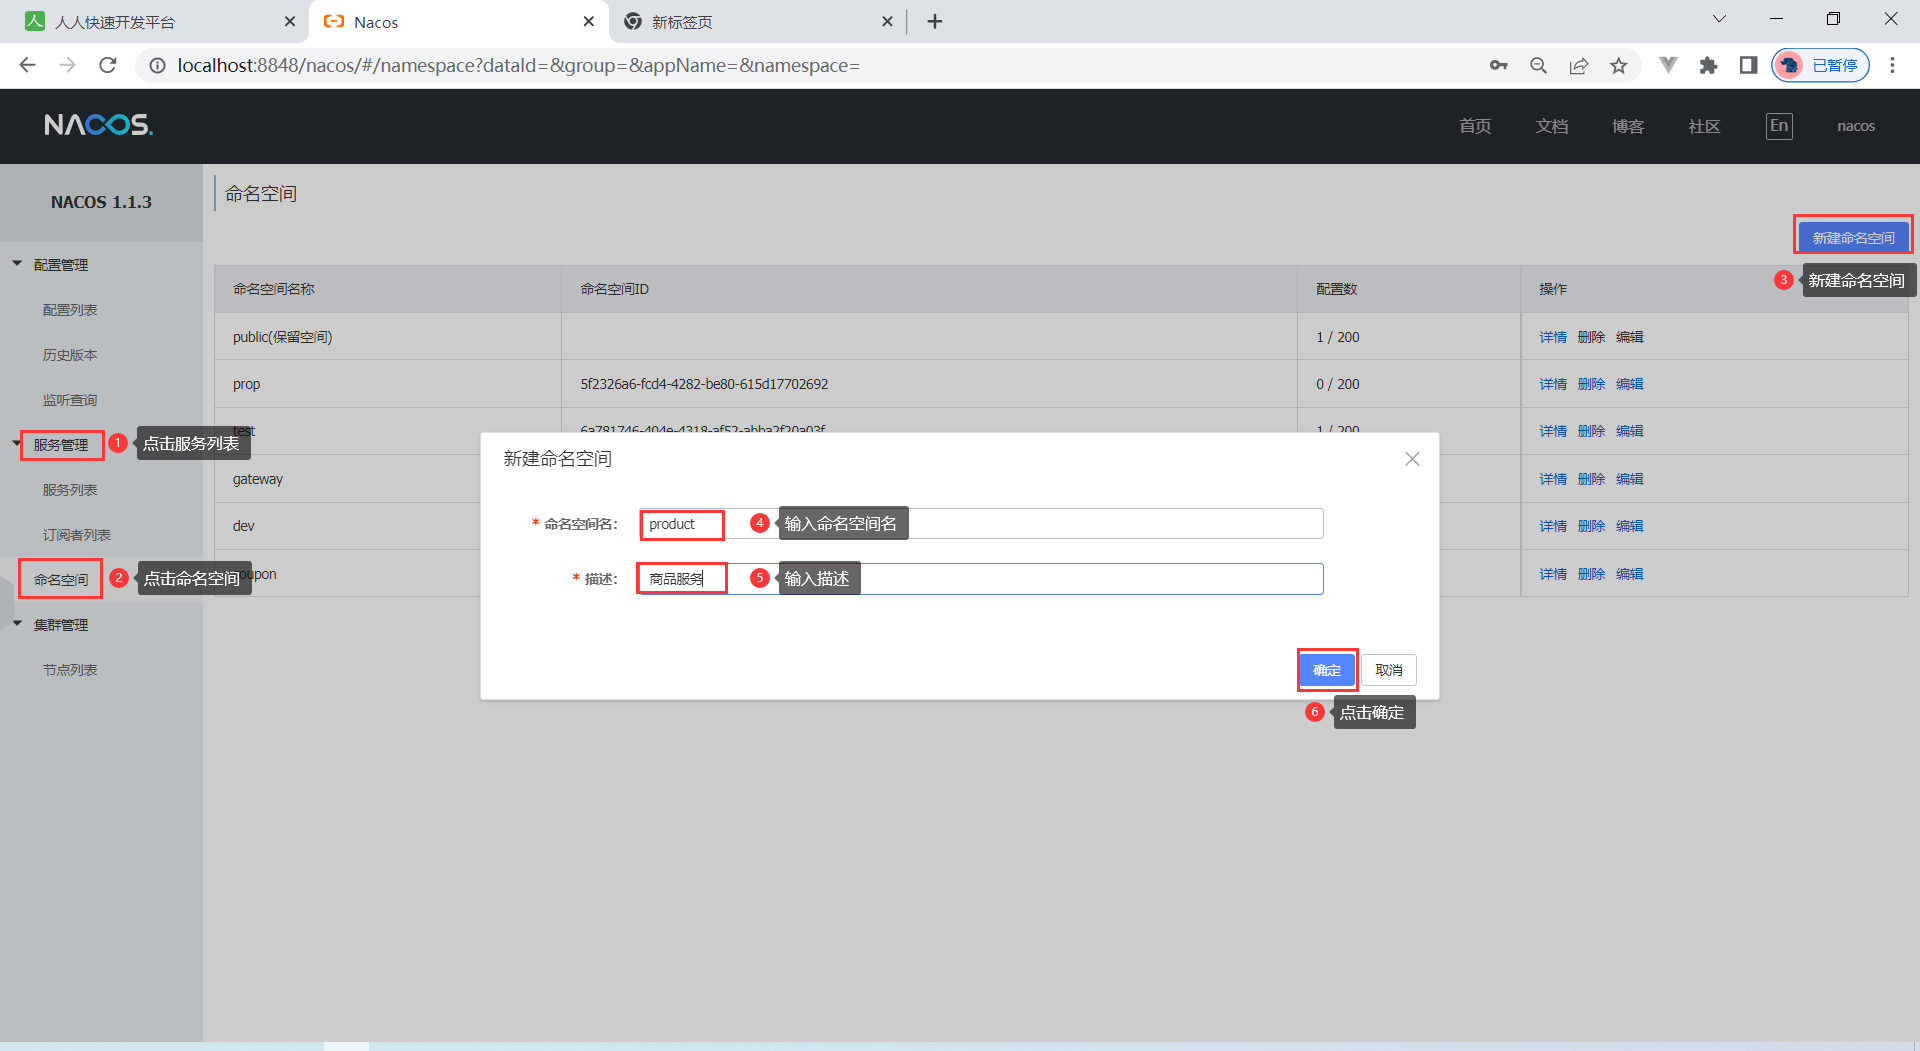 人人快速开发平台
Nacos
新标签页
localhost:8848/nacos/#/namespace?dataId=&group=&appName=&namespace=
已暂停
NACOS.
首页
文档
博客
社区
En
nacos
NACOS 1.1.3
配置管理
配置列表
历史版本
监听查询
服务管理
1
点击服务列表
服务列表
订阅者列表
命名空间
2
点击命名空间
集群管理
节点列表
命名空间
新建命名空间
3
新建命名空间
命名空间名称
命名空间ID
配置数
操作
public(保留空间)
1 / 200
详情 删除 编辑
prop
5f2326a6-fcd4-4282-be80-615d17702692
0 / 200
详情 删除 编辑
test
6a781746-404e-4318-af52-abba2f20a03f
1 / 200
详情 删除 编辑
gateway
详情 删除 编辑
dev
详情 删除 编辑
oupon
详情 删除 编辑
新建命名空间
* 命名空间名:
product
4
输入命名空间名
* 描述:
商品服务
5
输入描述
确定
取消
6
点击确定